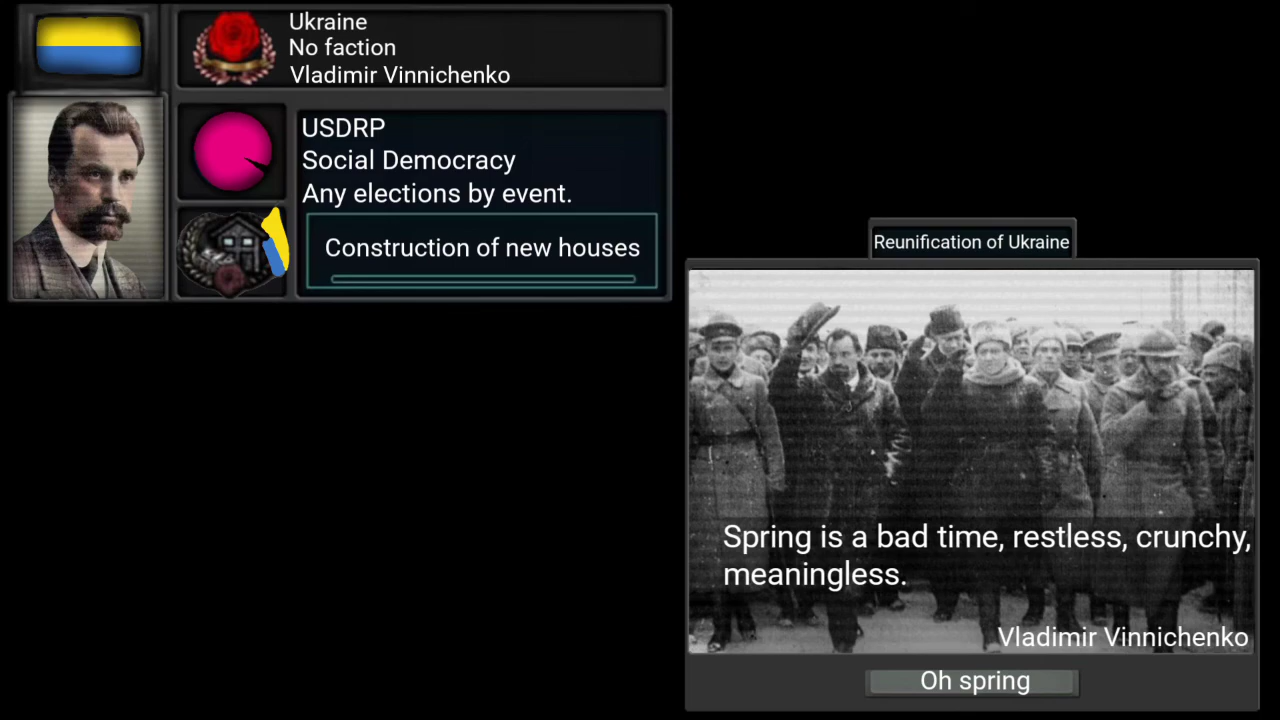 Ukraine
No faction
Vladimir Vinnichenko
USDRP
Social Democracy
Any elections by event.
Construction of new houses
Reunification of Ukraine
Spring is a bad time, restless, crunchy,
meaningless.
Vladimir Vinnichenko
Oh spring